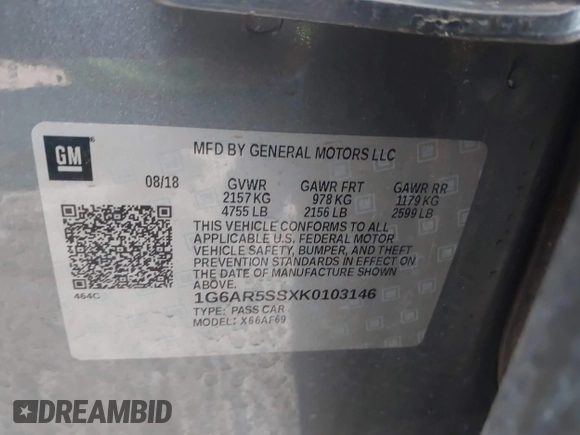 GM
MFD BY GENERAL MOTORS LLC
08/18 GVWR GAWR FRT GAWR RR
2157 KG 978 KG 1179 KG
4755 LB 2156 LB 2599 LB
THIS VEHICLE CONFORMS TO ALL
APPLICABLE U.S. FEDERAL MOTOR
VEHICLE SAFETY, BUMPER, AND THEFT
PREVENTION STANDARDS IN EFFECT ON
THE DATE OF MANUFACTURE SHOWN
ABOVE.
464C
1G6AR5SSXK0103146
TYPE: PASS CAR
MODEL: X66AF69
DREAMBID